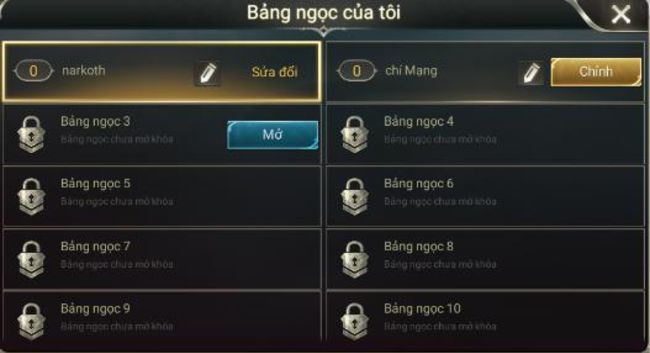 Bảng ngọc của tôi
0 narkoth Sửa đổi
0 chí Mạng Chỉnh
Bảng ngọc 3
Bảng ngọc chưa mở khóa
Mở
Bảng ngọc 4
Bảng ngọc chưa mở khóa
Bảng ngọc 5
Bảng ngọc chưa mở khóa
Bảng ngọc 6
Bảng ngọc chưa mở khóa
Bảng ngọc 7
Bảng ngọc chưa mở khóa
Bảng ngọc 8
Bảng ngọc chưa mở khóa
Bảng ngọc 9
Bảng ngọc chưa mở khóa
Bảng ngọc 10
Bảng ngọc chưa mở khóa